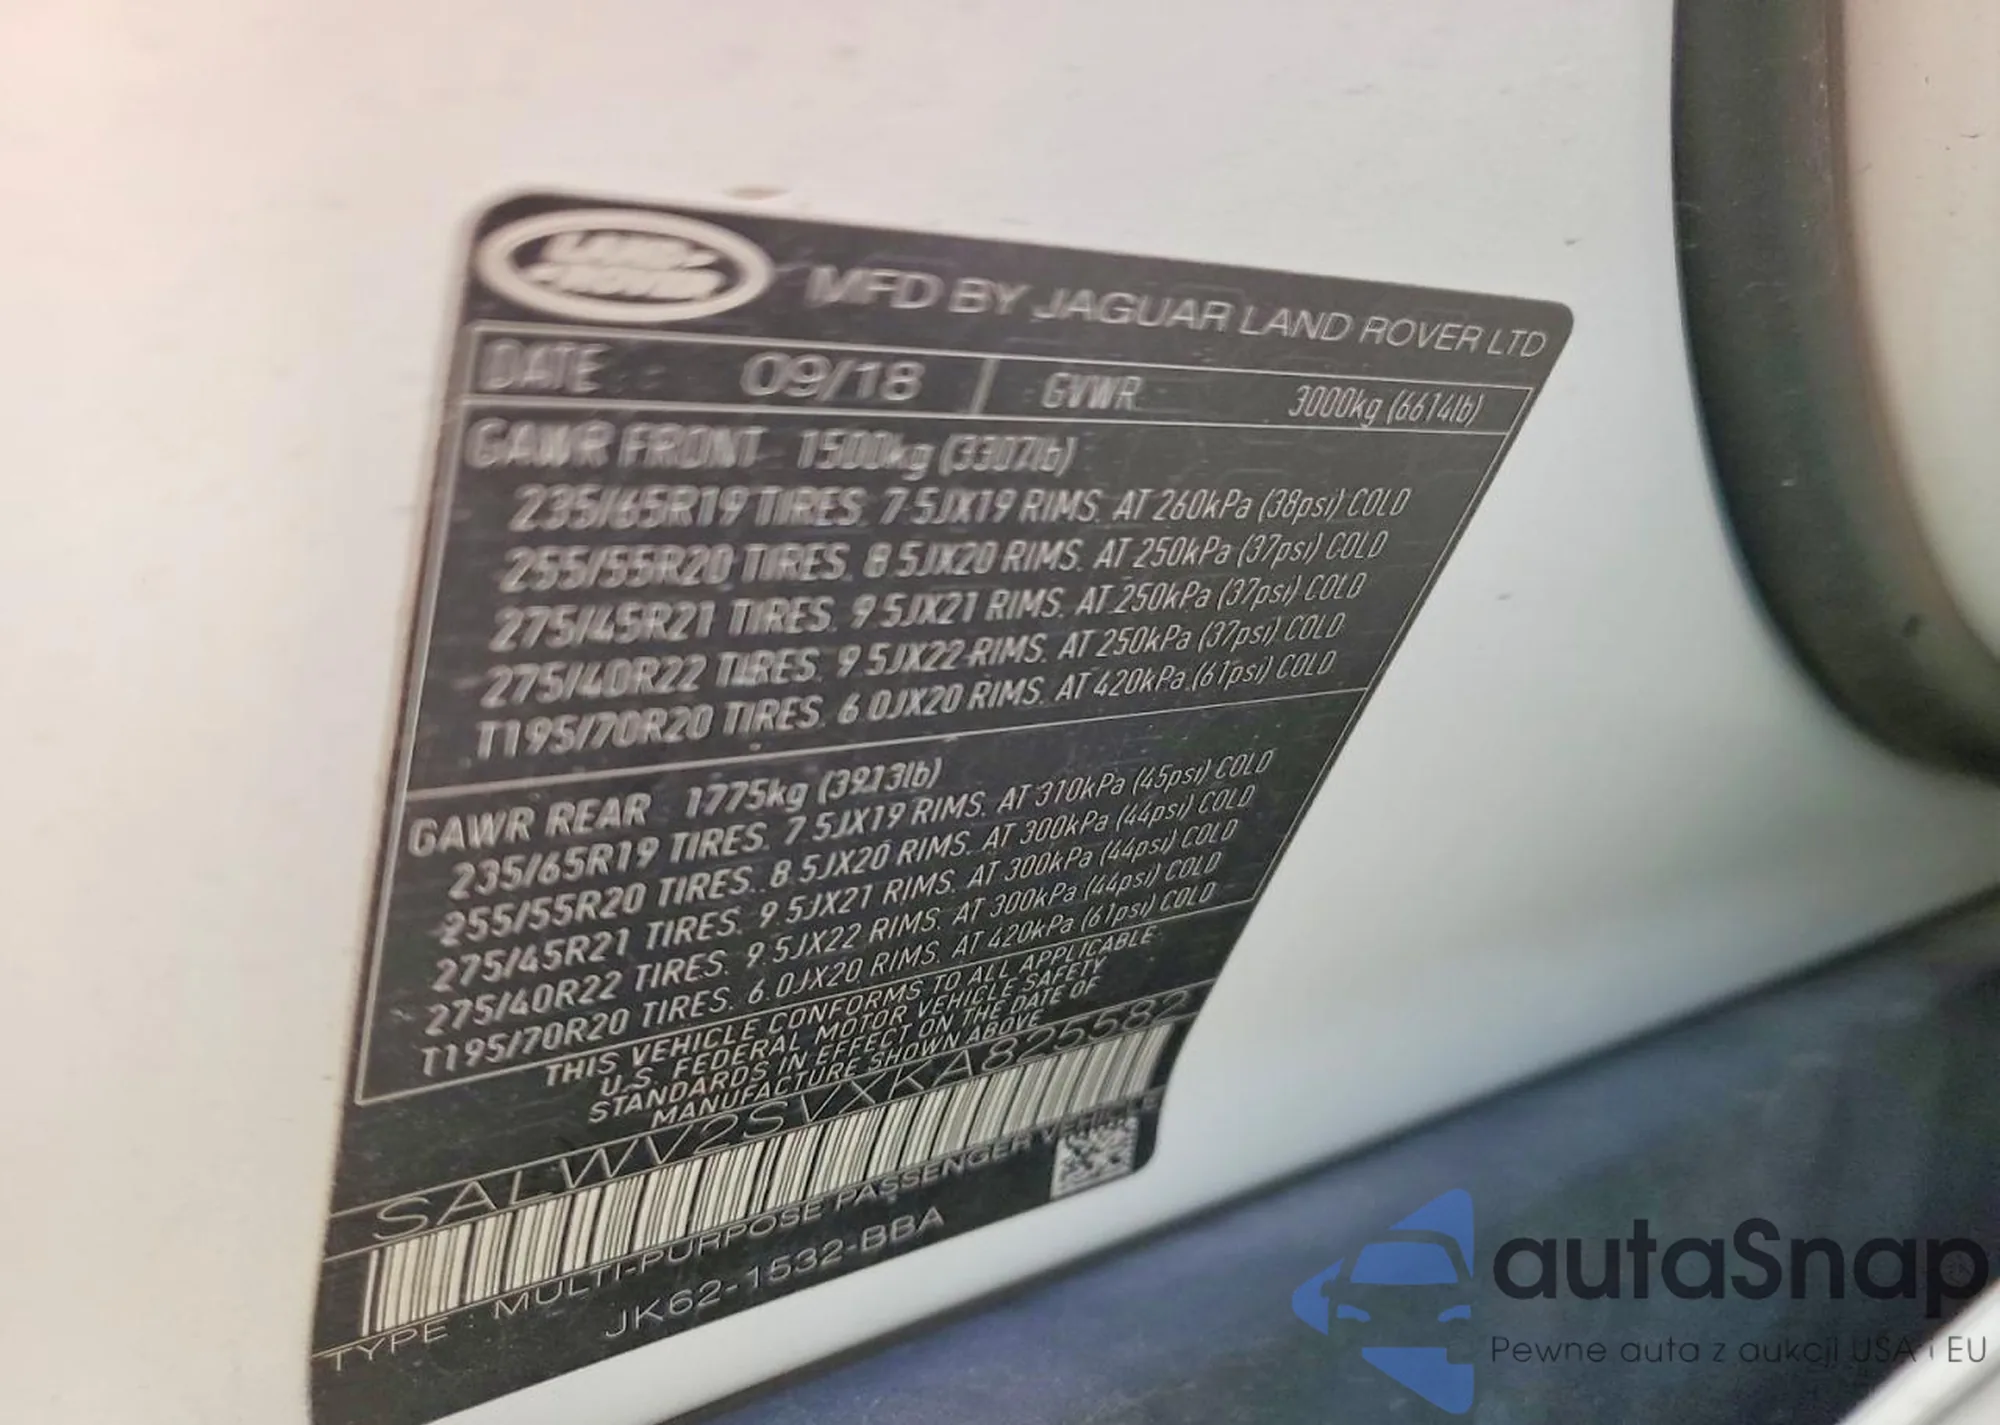 LAND-
-ROVER
MFD BY JAGUAR LAND ROVER LTD
DATE 09/18 GVWR 3000kg (6614lb)
GAWR FRONT 1500kg (3307lb)
235/65R19 TIRES. 7.5JX19 RIMS. AT 260kPa (38psi) COLD
255/55R20 TIRES. 8.5JX20 RIMS. AT 250kPa (37psi) COLD
275/45R21 TIRES. 9.5JX21 RIMS. AT 250kPa (37psi) COLD
275/40R22 TIRES. 9.5JX22 RIMS. AT 250kPa (37psi) COLD
T195/70R20 TIRES. 6.0JX20 RIMS. AT 420kPa (61psi) COLD
GAWR REAR 1775kg (3913lb)
235/65R19 TIRES. 7.5JX19 RIMS. AT 310kPa (45psi) COLD
255/55R20 TIRES. 8.5JX20 RIMS. AT 300kPa (44psi) COLD
275/45R21 TIRES. 9.5JX21 RIMS. AT 300kPa (44psi) COLD
275/40R22 TIRES. 9.5JX22 RIMS. AT 300kPa (44psi) COLD
T195/70R20 TIRES. 6.0JX20 RIMS. AT 420kPa (61psi) COLD
THIS VEHICLE CONFORMS TO ALL APPLICABLE
U.S. FEDERAL MOTOR VEHICLE SAFETY
STANDARDS IN EFFECT ON THE DATE OF
MANUFACTURE SHOWN ABOVE
SALWV2SVXKA825582
TYPE : MULTI-PURPOSE PASSENGER VEHICLE
JK62-1532-BBA
autaSnap
Pewne auta z aukcji USA i EU